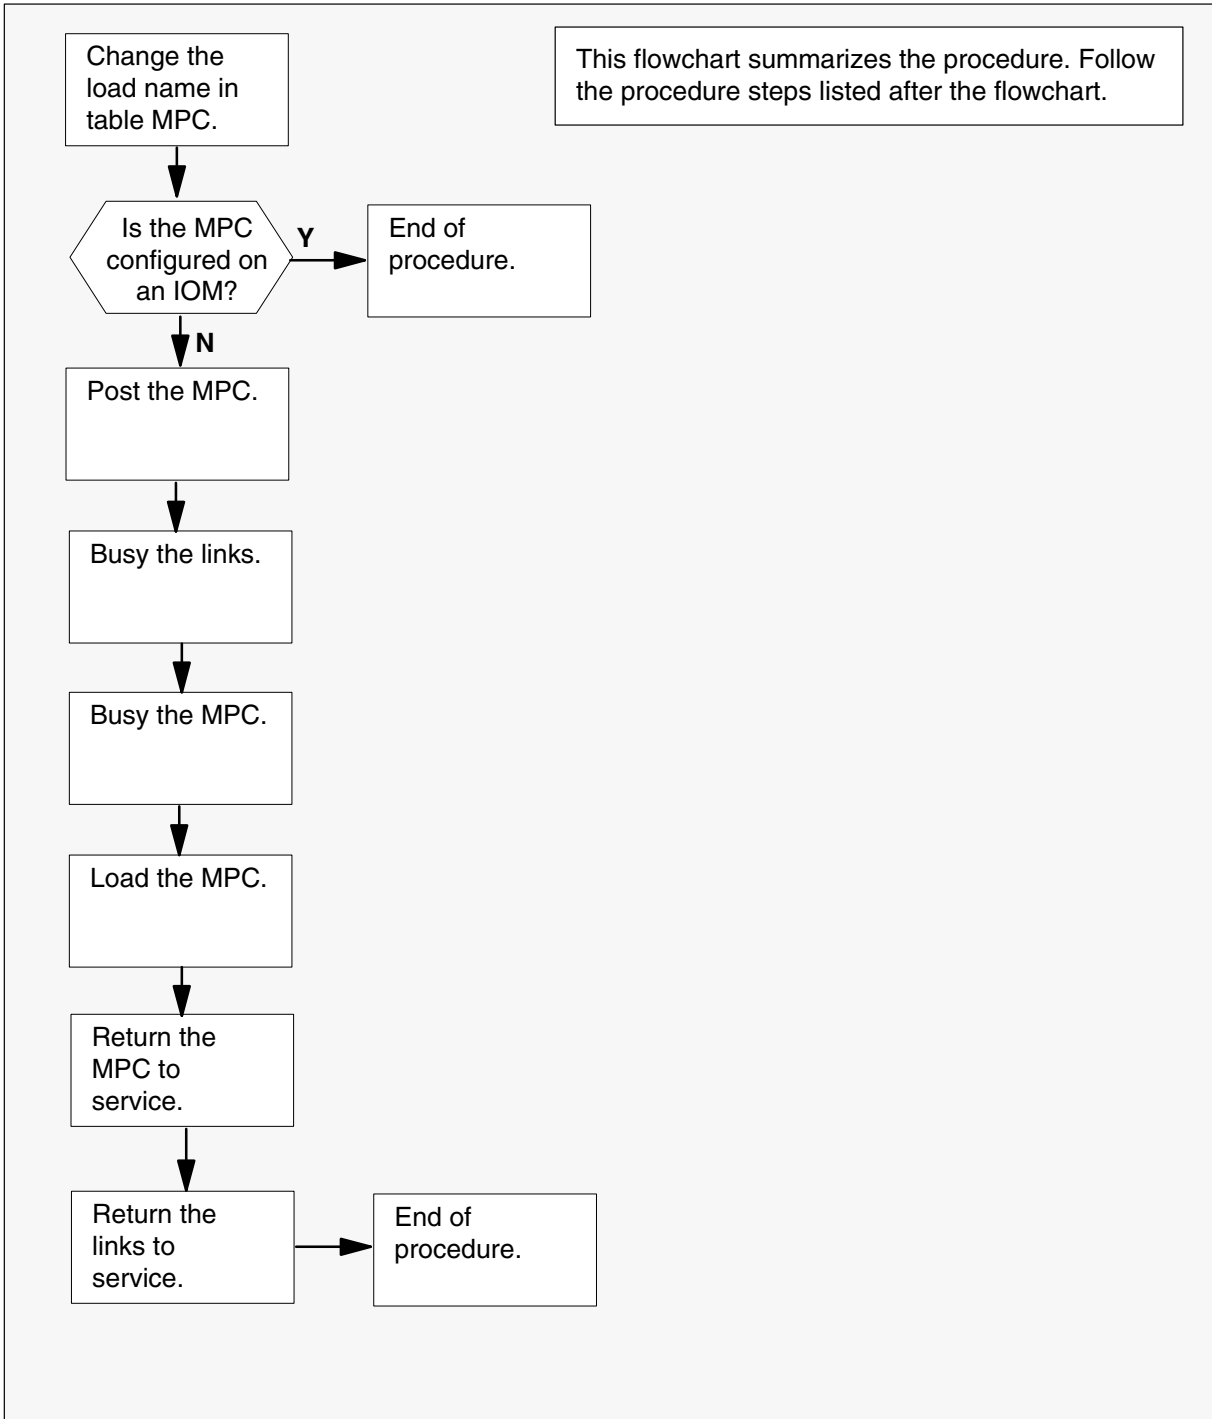 Change the
load name in
table MPC.
This flowchart summarizes the procedure. Follow
the procedure steps listed after the flowchart.
Is the MPC
configured on
an IOM?
Y
End of
procedure.
N
Post the MPC.
Busy the links.
Busy the MPC.
Load the MPC.
Return the
MPC to
service.
Return the
links to
service.
End of
procedure.